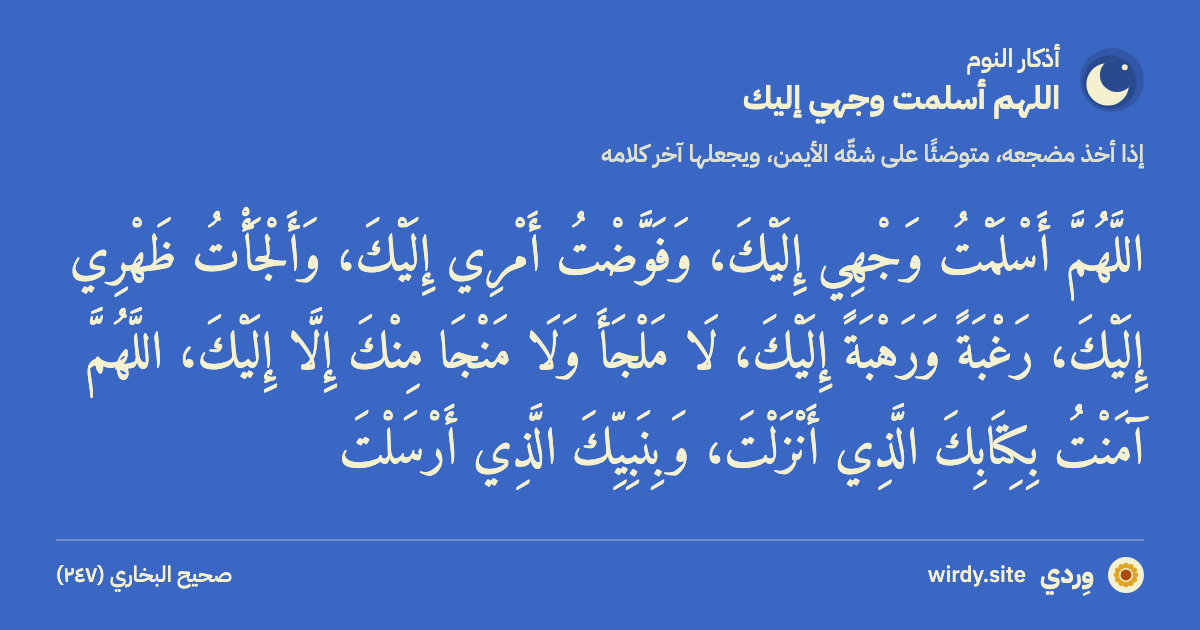 أذكار النوم
اللهم أسلمت وجهي إليك
إذا أخذ مضجعه، متوضئًا على شقّه الأيمن، ويجعلها آخر كلامه
اللَّهُمَّ أَسْلَمْتُ وَجْهِي إِلَيْكَ، وَفَوَّضْتُ أَمْرِي إِلَيْكَ، وَأَلْجَأْتُ ظَهْرِي
إِلَيْكَ، رَغْبَةً وَرَهْبَةً إِلَيْكَ، لَا مَلْجَأَ وَلَا مَنْجَا مِنْكَ إِلَّا إِلَيْكَ، اللَّهُمَّ
آمَنْتُ بِكِتَابِكَ الَّذِي أَنْزَلْتَ، وَبِنَبِيِّكَ الَّذِي أَرْسَلْتَ
وِردي wirdy.site
صحيح البخاري (٢٤٧)